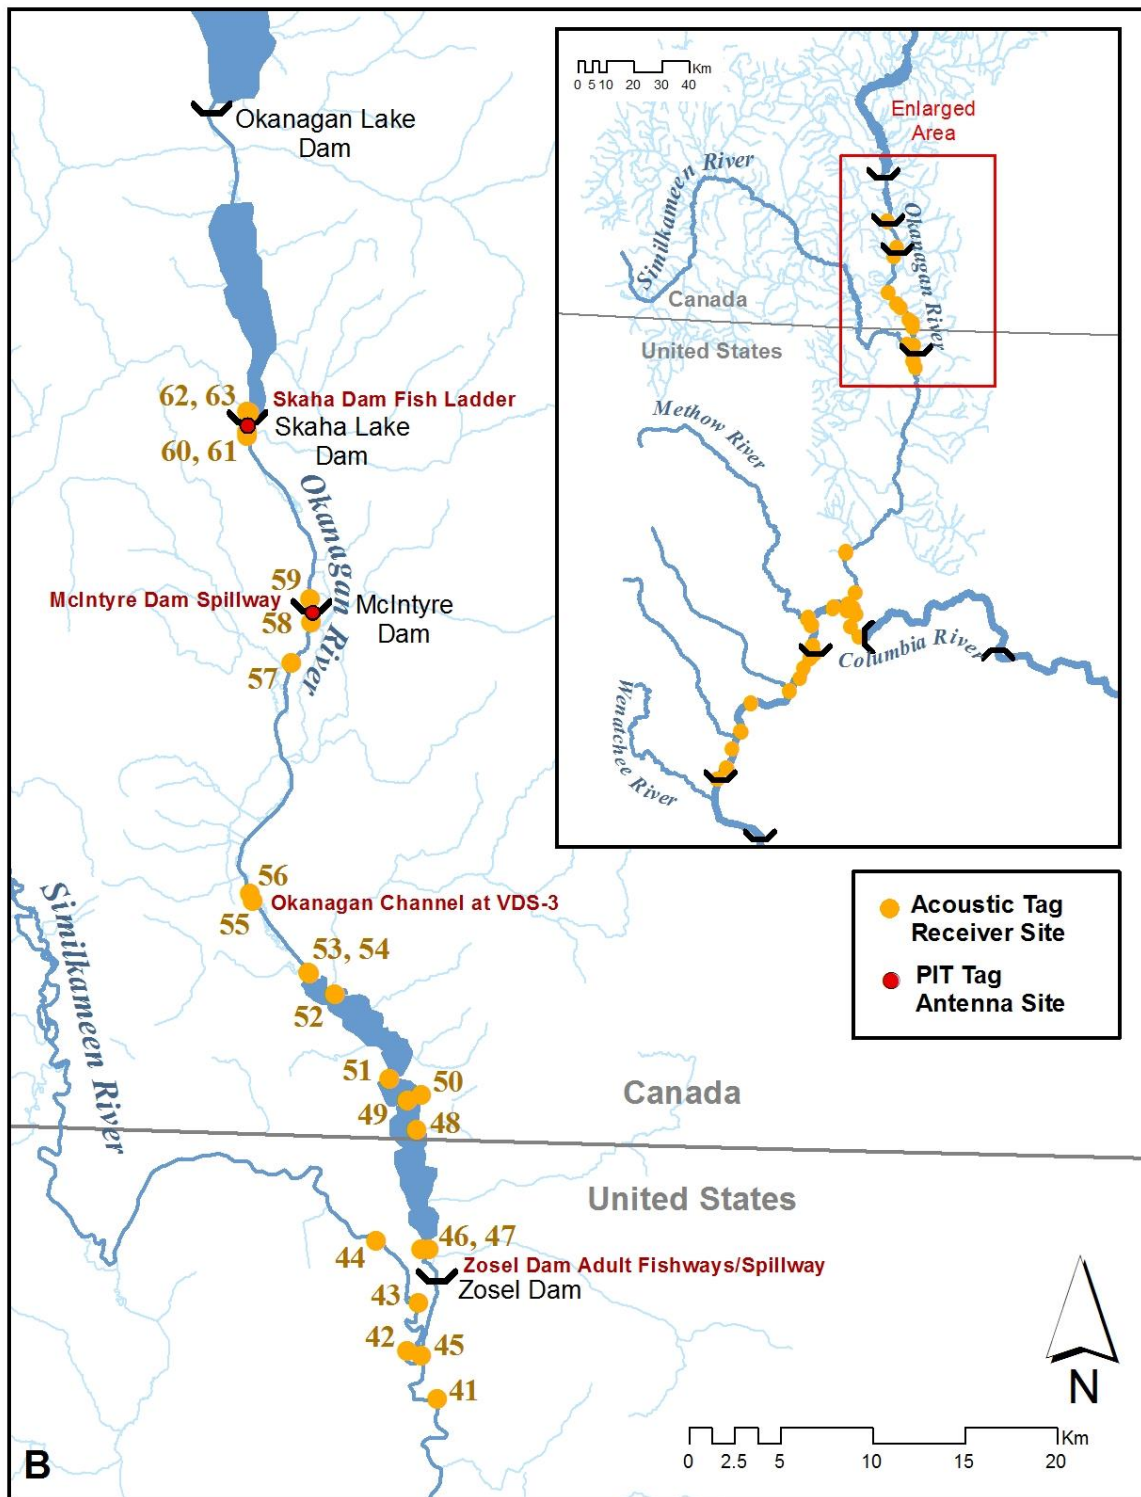 Okanagan Lake
Dam
62, 63
Skaha Dam Fish Ladder
Skaha Lake
Dam
60, 61
Okanagan River
59
McIntyre Dam Spillway
McIntyre
Dam
58
57
56
Okanagan Channel at VDS-3
55
53, 54
52
51
50
49
48
Similkameen River
Canada
United States
46, 47
Zosel Dam Adult Fishways/Spillway
Zosel Dam
44
43
42
45
41
B
Km
0 5 10 20 30 40
Enlarged
Area
Similkameen River
Okanagan River
Canada
United States
Methow River
Columbia River
Wenatchee River
Acoustic Tag
Receiver Site
PIT Tag
Antenna Site
N
Km
0 2.5 5 10 15 20